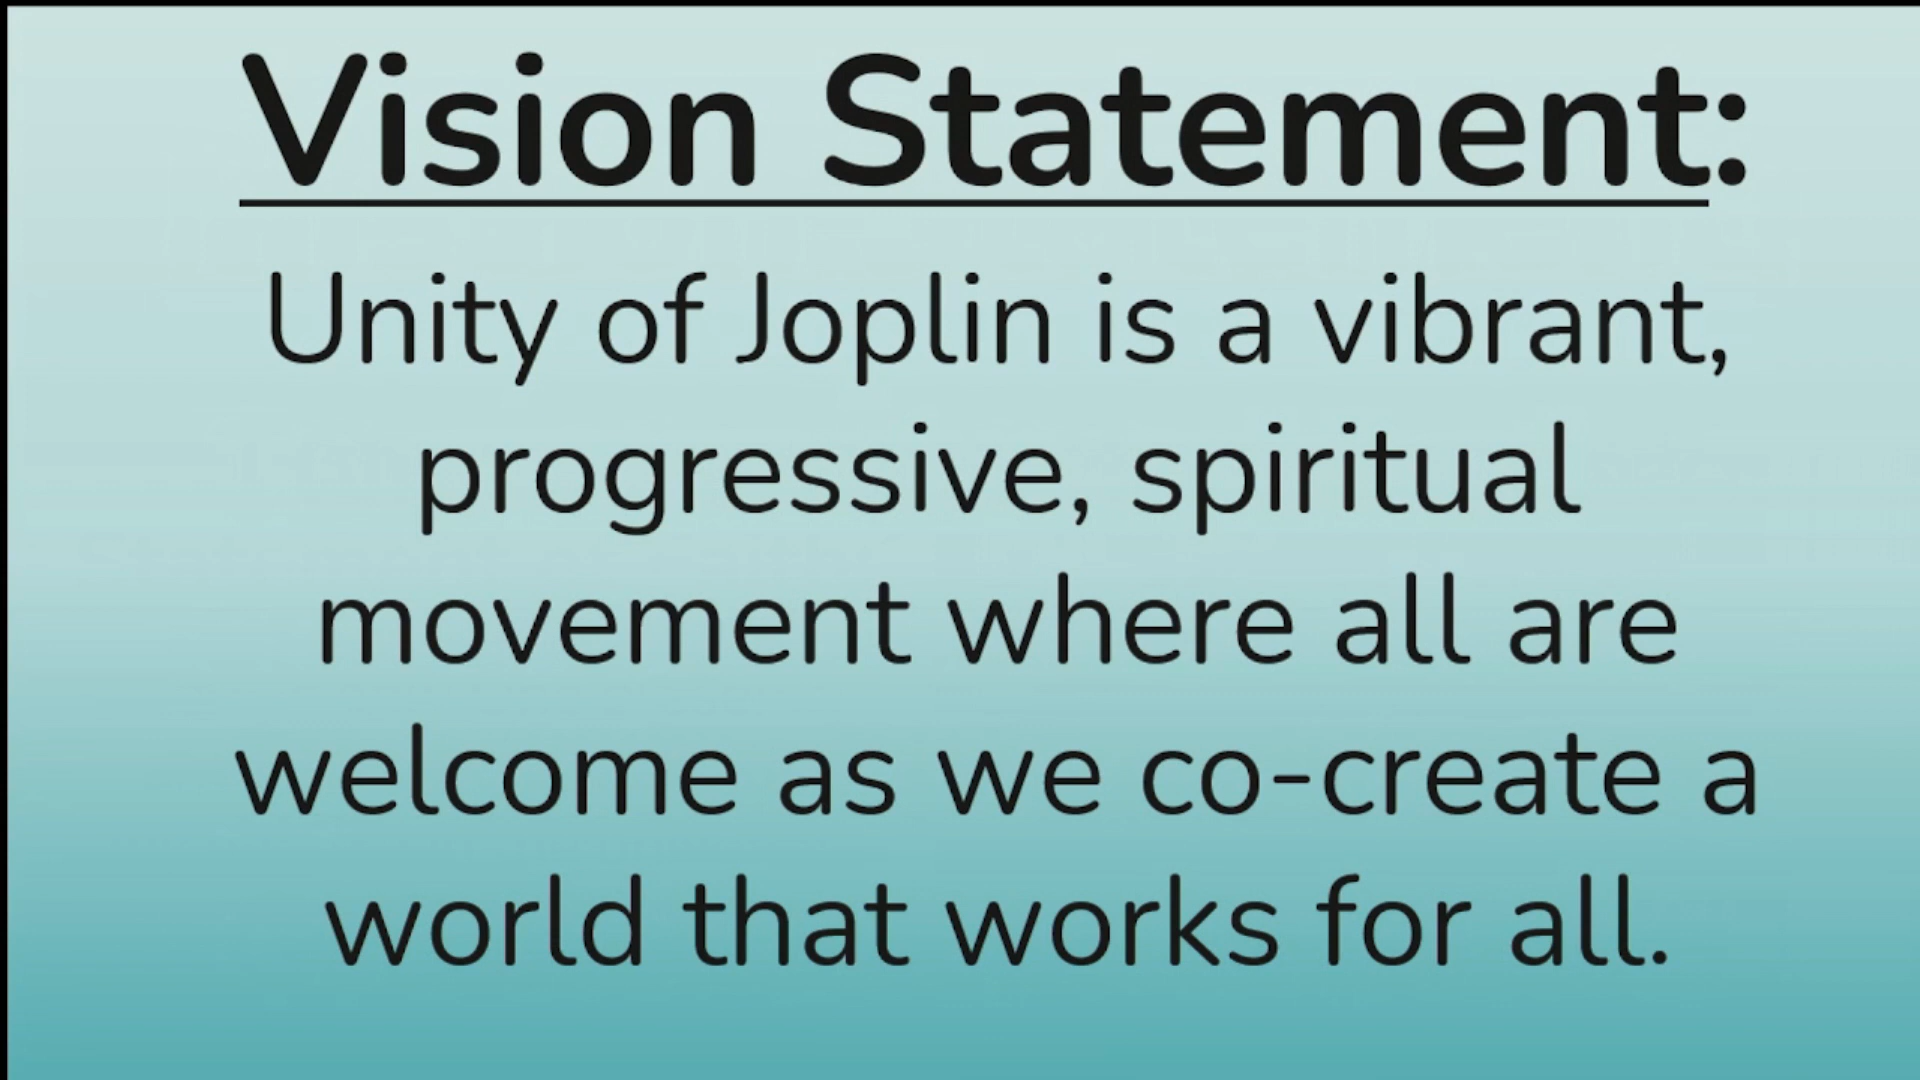 Vision Statement:
Unity of Joplin is a vibrant,
progressive, spiritual
movement where all are
welcome as we co-create a
world that works for all.